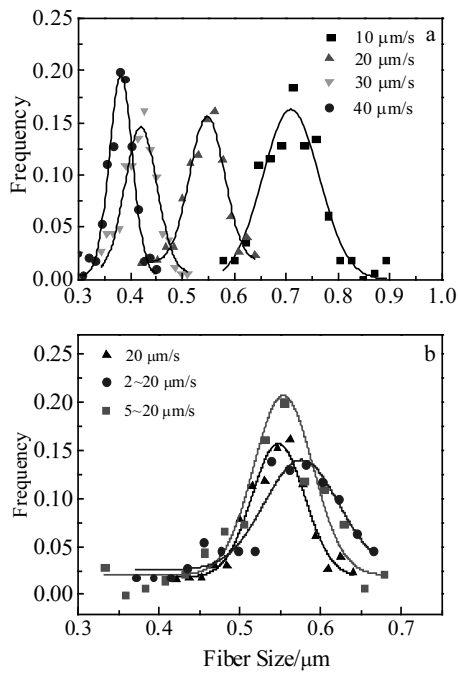 a
10 μm/s
20 μm/s
30 μm/s
40 μm/s
Frequency
0.25
0.20
0.15
0.10
0.05
0.00
0.3 0.4 0.5 0.6 0.7 0.8 0.9 1.0
b
20 μm/s
2~20 μm/s
5~20 μm/s
Frequency
0.25
0.20
0.15
0.10
0.05
0.00
0.3 0.4 0.5 0.6 0.7
Fiber Size/μm